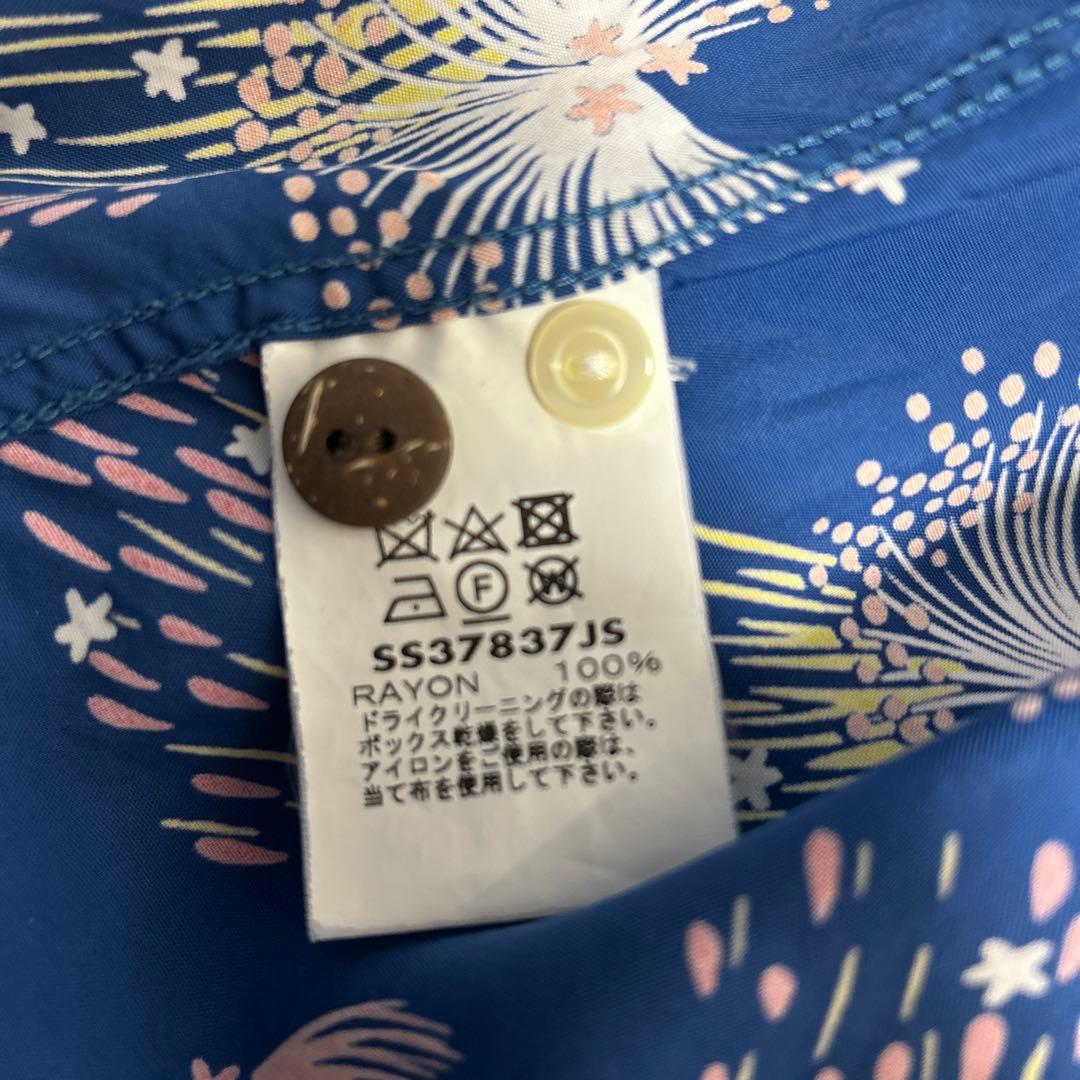 F
W
SS37837JS
RAYON 100%
ドライクリーニングの際は
ボックス乾燥をして下さい。
アイロンをご使用の際は、
当て布を使用して下さい。